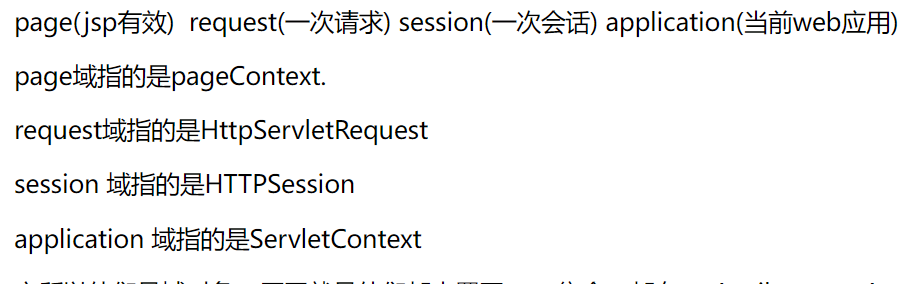 page(jsp有效)  request(一次请求) session(一次会话) application(当前web应用)
page域指的是pageContext.
request域指的是HttpServletRequest
session 域指的是HTTPSession
application 域指的是ServletContext